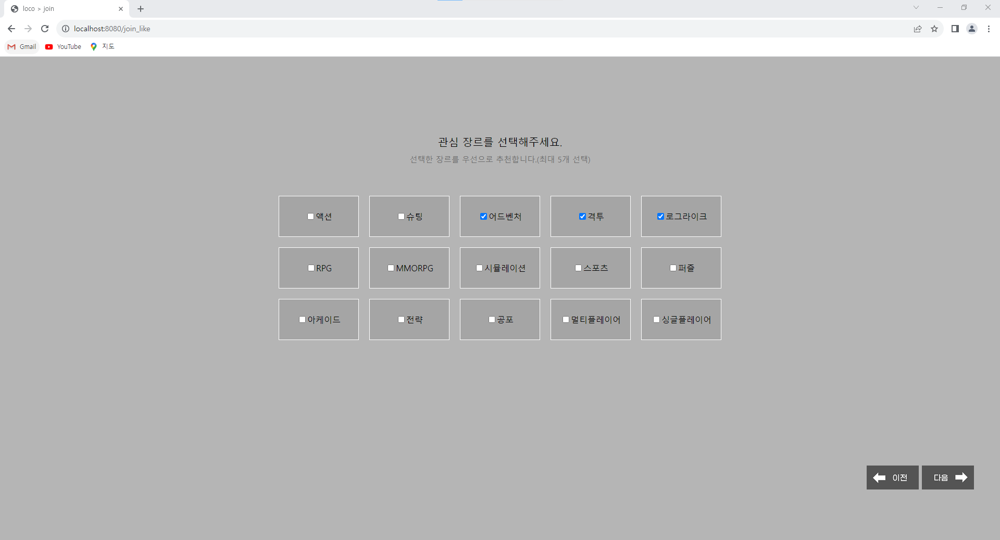 loco > join
localhost:8080/join_like
Gmail YouTube 지도
관심 장르를 선택해주세요.
선택한 장르를 우선으로 추천합니다.(최대 5개 선택)
액션 슈팅 어드벤처 격투 로그라이크
RPG MMORPG 시뮬레이션 스포츠 퍼즐
아케이드 전략 공포 멀티플레이어 싱글플레이어
이전 다음